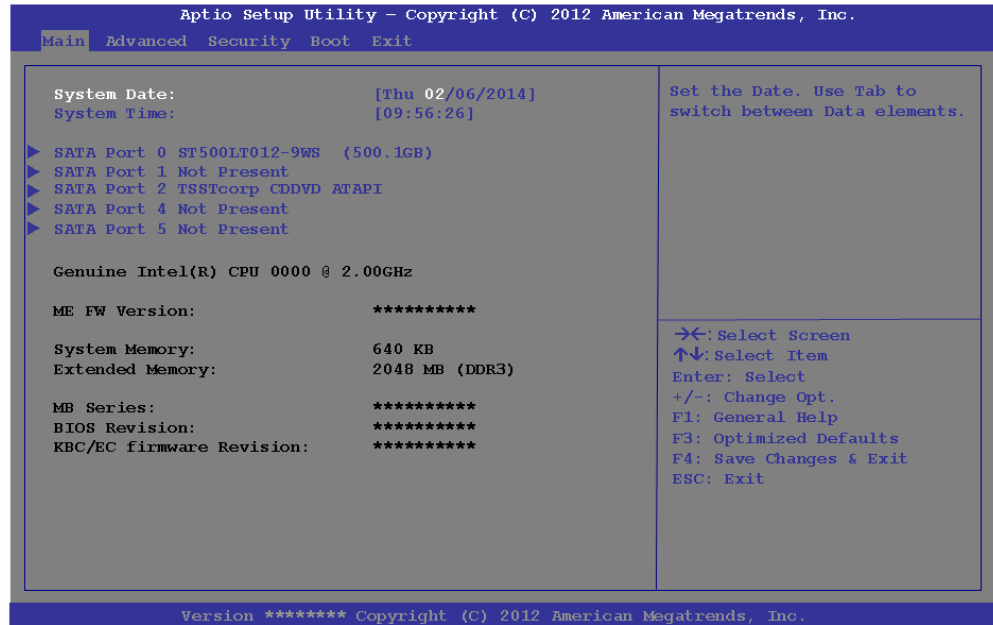 Aptio Setup Utility – Copyright (C) 2012 American Megatrends, Inc.
Main Advanced Security Boot Exit
System Date: [Thu 02/06/2014]
System Time: [09:56:26]
SATA Port 0 ST500LT012-9WS (500.1GB)
SATA Port 1 Not Present
SATA Port 2 TSSTcorp CDDVD ATAPI
SATA Port 4 Not Present
SATA Port 5 Not Present
Genuine Intel(R) CPU 0000 @ 2.00GHz
ME FW Version: **********
System Memory: 640 KB
Extended Memory: 2048 MB (DDR3)
MB Series: **********
BIOS Revision: **********
KBC/EC firmware Revision: **********
Set the Date. Use Tab to
switch between Data elements.
→←: Select Screen
↑↓: Select Item
Enter: Select
+/-: Change Opt.
F1: General Help
F3: Optimized Defaults
F4: Save Changes & Exit
ESC: Exit
Version ******** Copyright (C) 2012 American Megatrends, Inc.